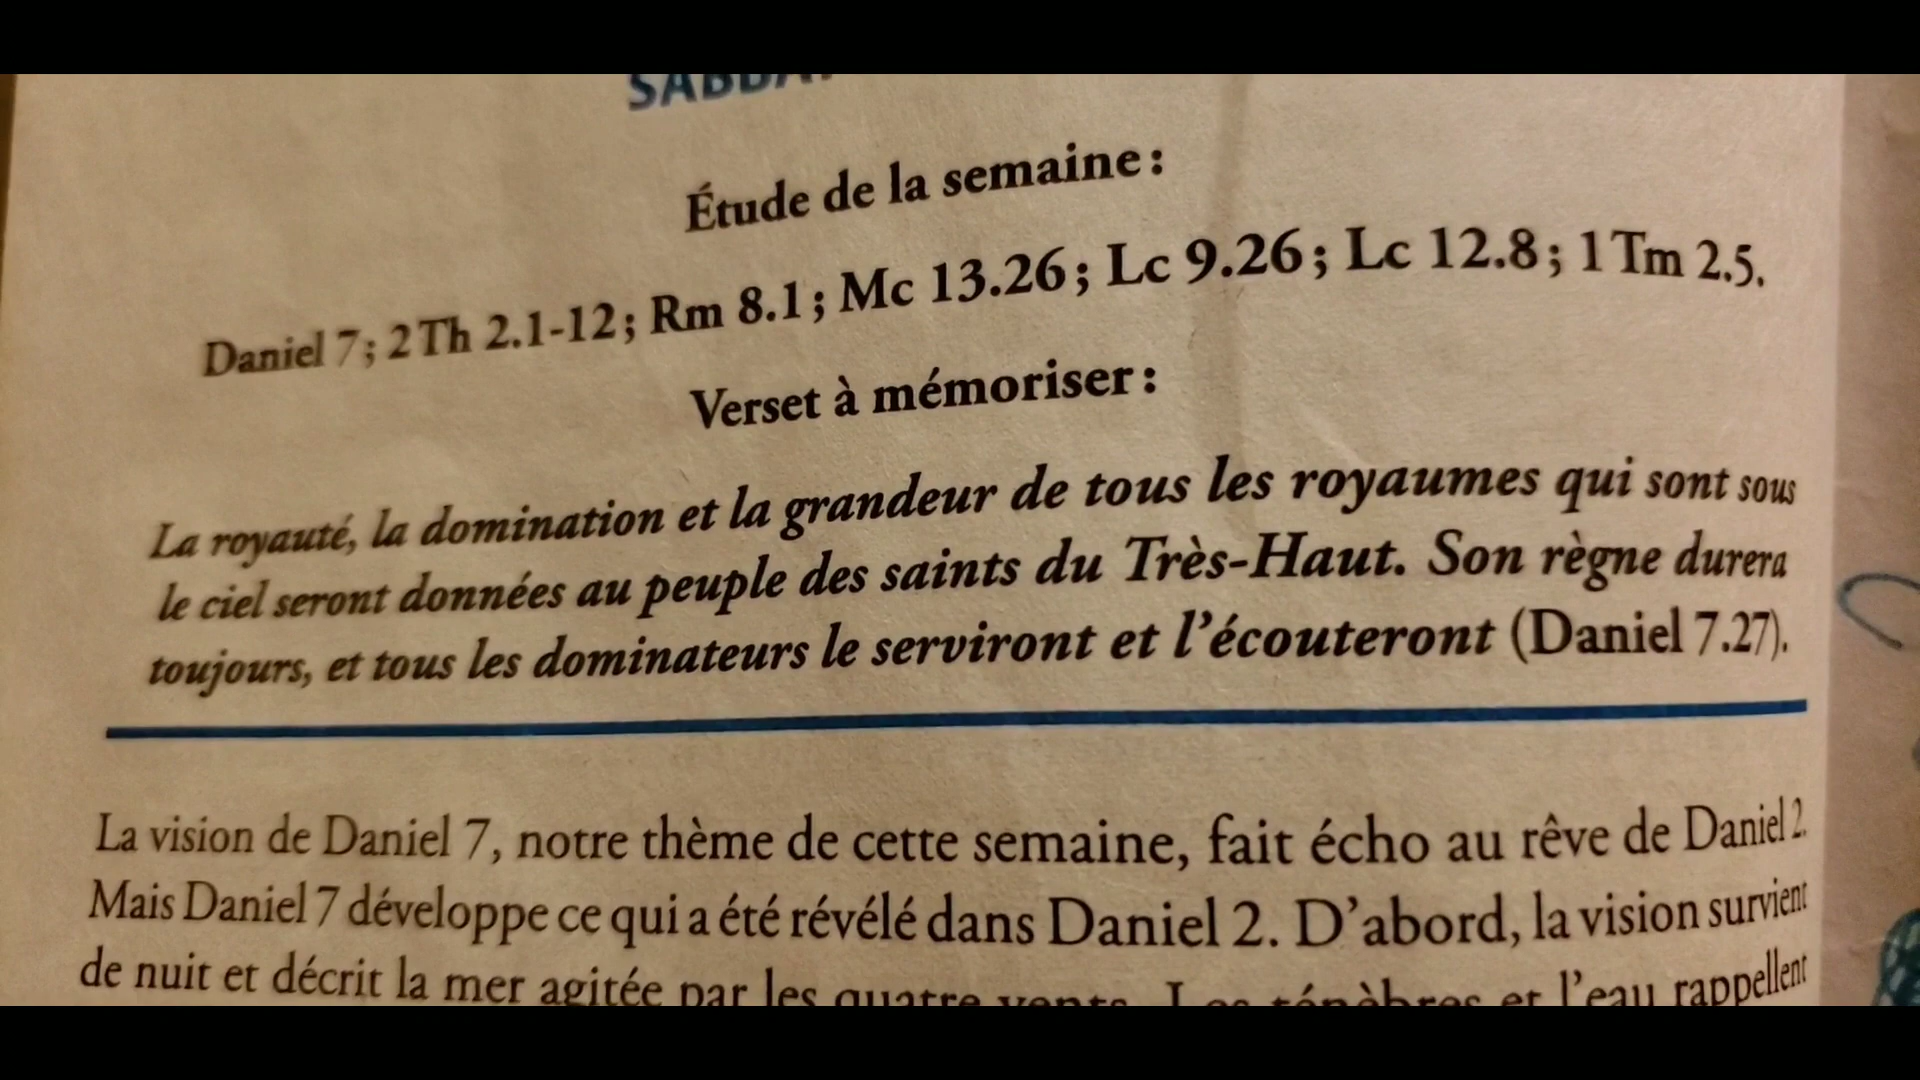 Étude de la semaine :
Daniel 7 ; 2 Th 2.1-12 ; Rm 8.1 ; Mc 13.26 ; Lc 9.26 ; Lc 12.8 ; 1 Tm 2.5.
Verset à mémoriser :
La royauté, la domination et la grandeur de tous les royaumes qui sont sous
le ciel seront données au peuple des saints du Très-Haut. Son règne durera
toujours, et tous les dominateurs le serviront et l’écouteront (Daniel 7.27).
La vision de Daniel 7, notre thème de cette semaine, fait écho au rêve de Daniel 2.
Mais Daniel 7 développe ce qui a été révélé dans Daniel 2. D’abord, la vision survient
de nuit et décrit la mer agitée par les quatre vents. Les ténèbres et l’eau rappellent